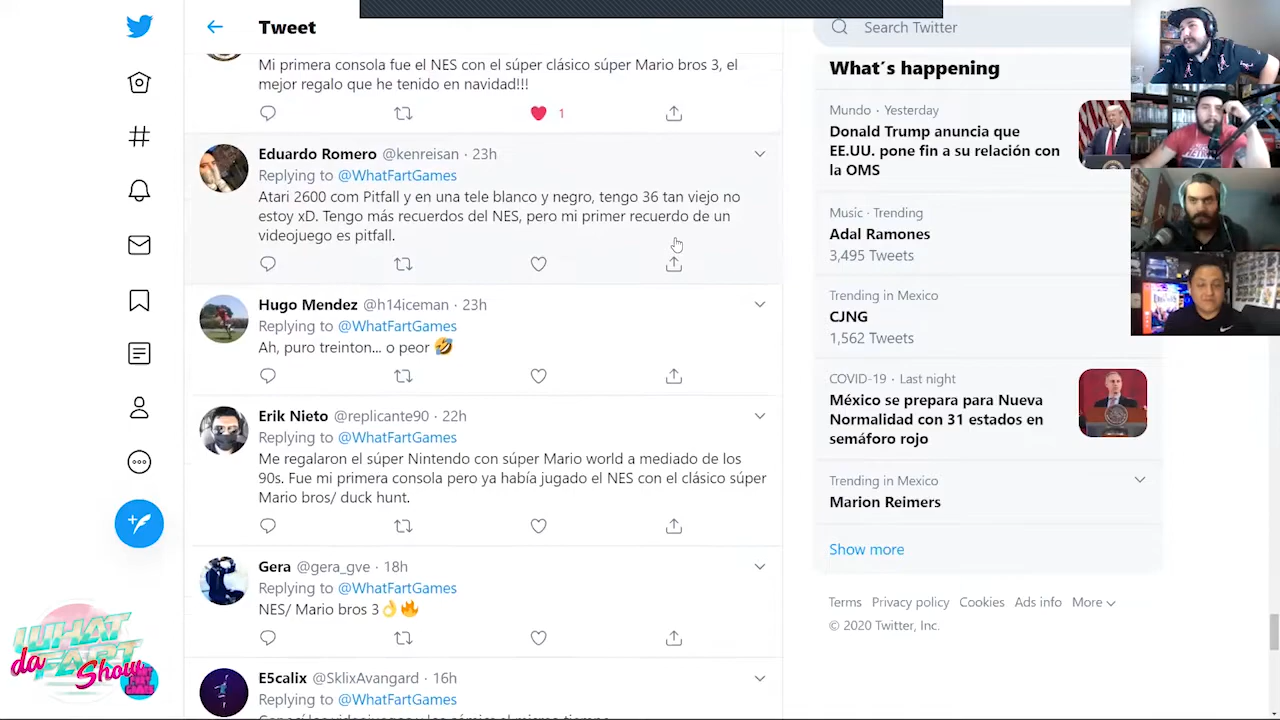 Tweet
Search Twitter
Mi primera consola fue el NES con el súper clásico súper Mario bros 3, el
mejor regalo que he tenido en navidad!!!
1
Eduardo Romero @kenreisan · 23h
Replying to @WhatFartGames
Atari 2600 com Pitfall y en una tele blanco y negro, tengo 36 tan viejo no
estoy xD. Tengo más recuerdos del NES, pero mi primer recuerdo de un
videojuego es pitfall.
Hugo Mendez @h14iceman · 23h
Replying to @WhatFartGames
Ah, puro treinton... o peor 🤣
Erik Nieto @replicante90 · 22h
Replying to @WhatFartGames
Me regalaron el súper Nintendo con súper Mario world a mediado de los
90s. Fue mi primera consola pero ya había jugado el NES con el clásico súper
Mario bros/ duck hunt.
Gera @gera_gve · 18h
Replying to @WhatFartGames
NES/ Mario bros 3👌🔥
E5calix @SklixAvangard · 16h
Replying to @WhatFartGames
What´s happening
Mundo · Yesterday
Donald Trump anuncia que
EE.UU. pone fin a su relación con
la OMS
Music · Trending
Adal Ramones
3,495 Tweets
Trending in Mexico
CJNG
1,562 Tweets
COVID-19 · Last night
México se prepara para Nueva
Normalidad con 31 estados en
semáforo rojo
Trending in Mexico
Marion Reimers
Show more
Terms Privacy policy Cookies Ads info More
© 2020 Twitter, Inc.
WHAT
da FART
Show